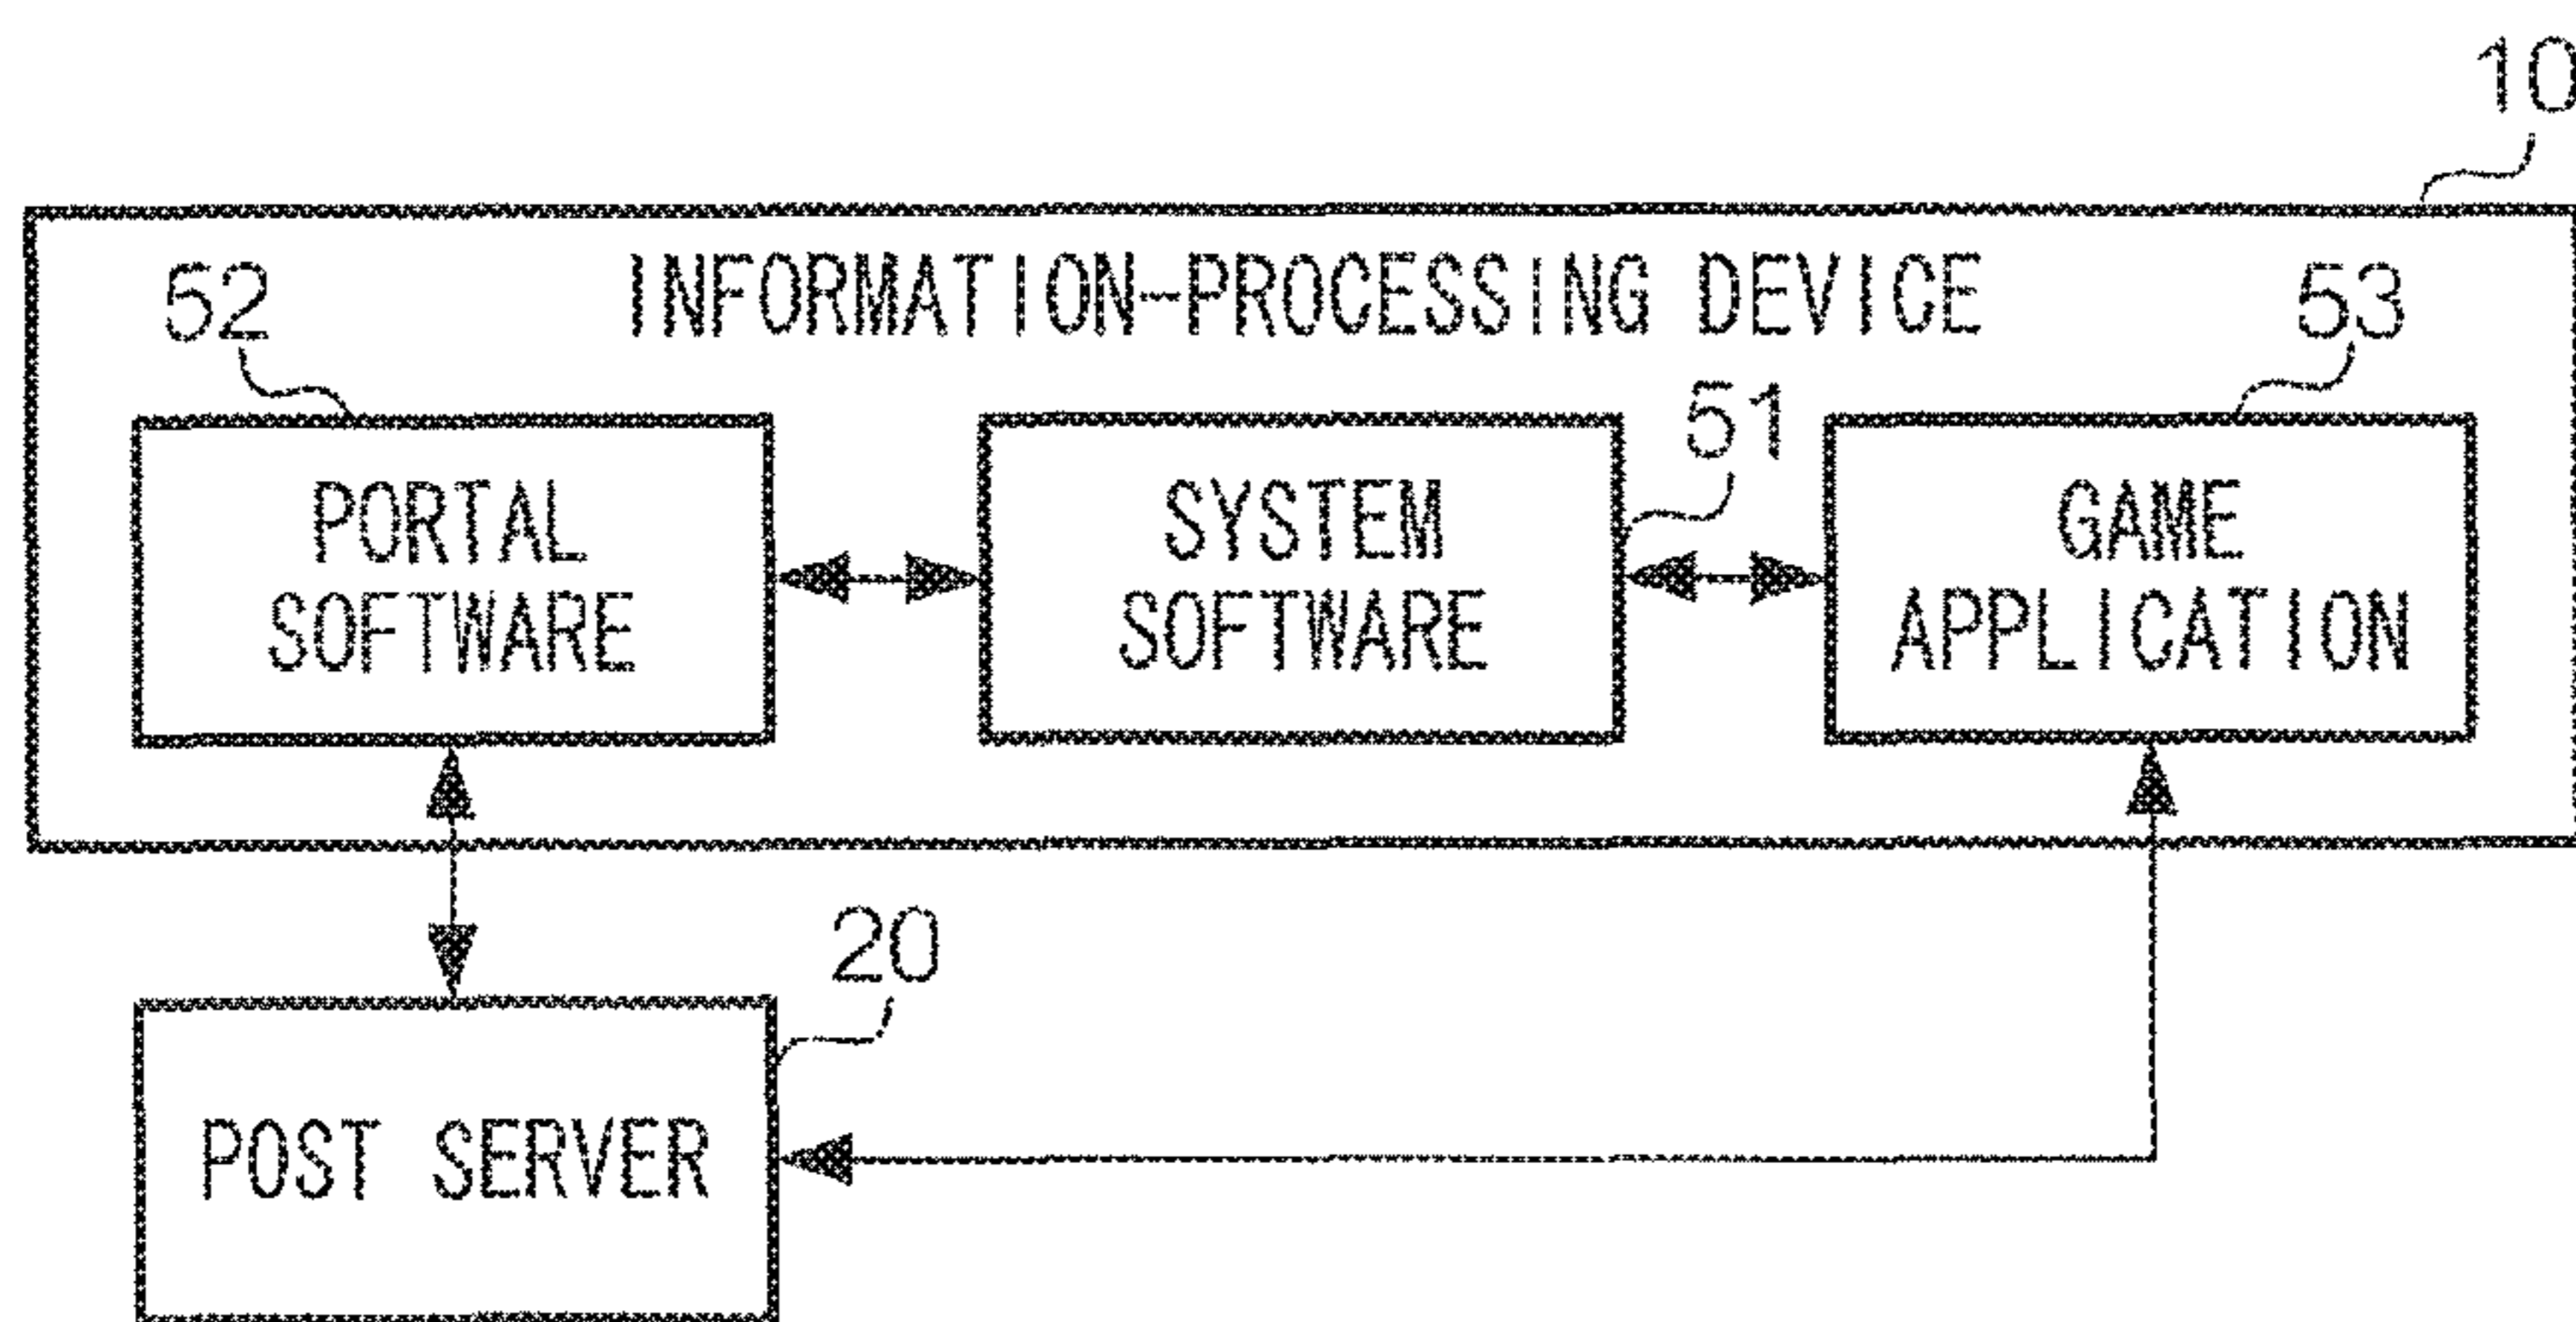 10
INFORMATION-PROCESSING DEVICE
52
53
51
PORTAL
SOFTWARE
SYSTEM
SOFTWARE
GAME
APPLICATION
20
POST SERVER